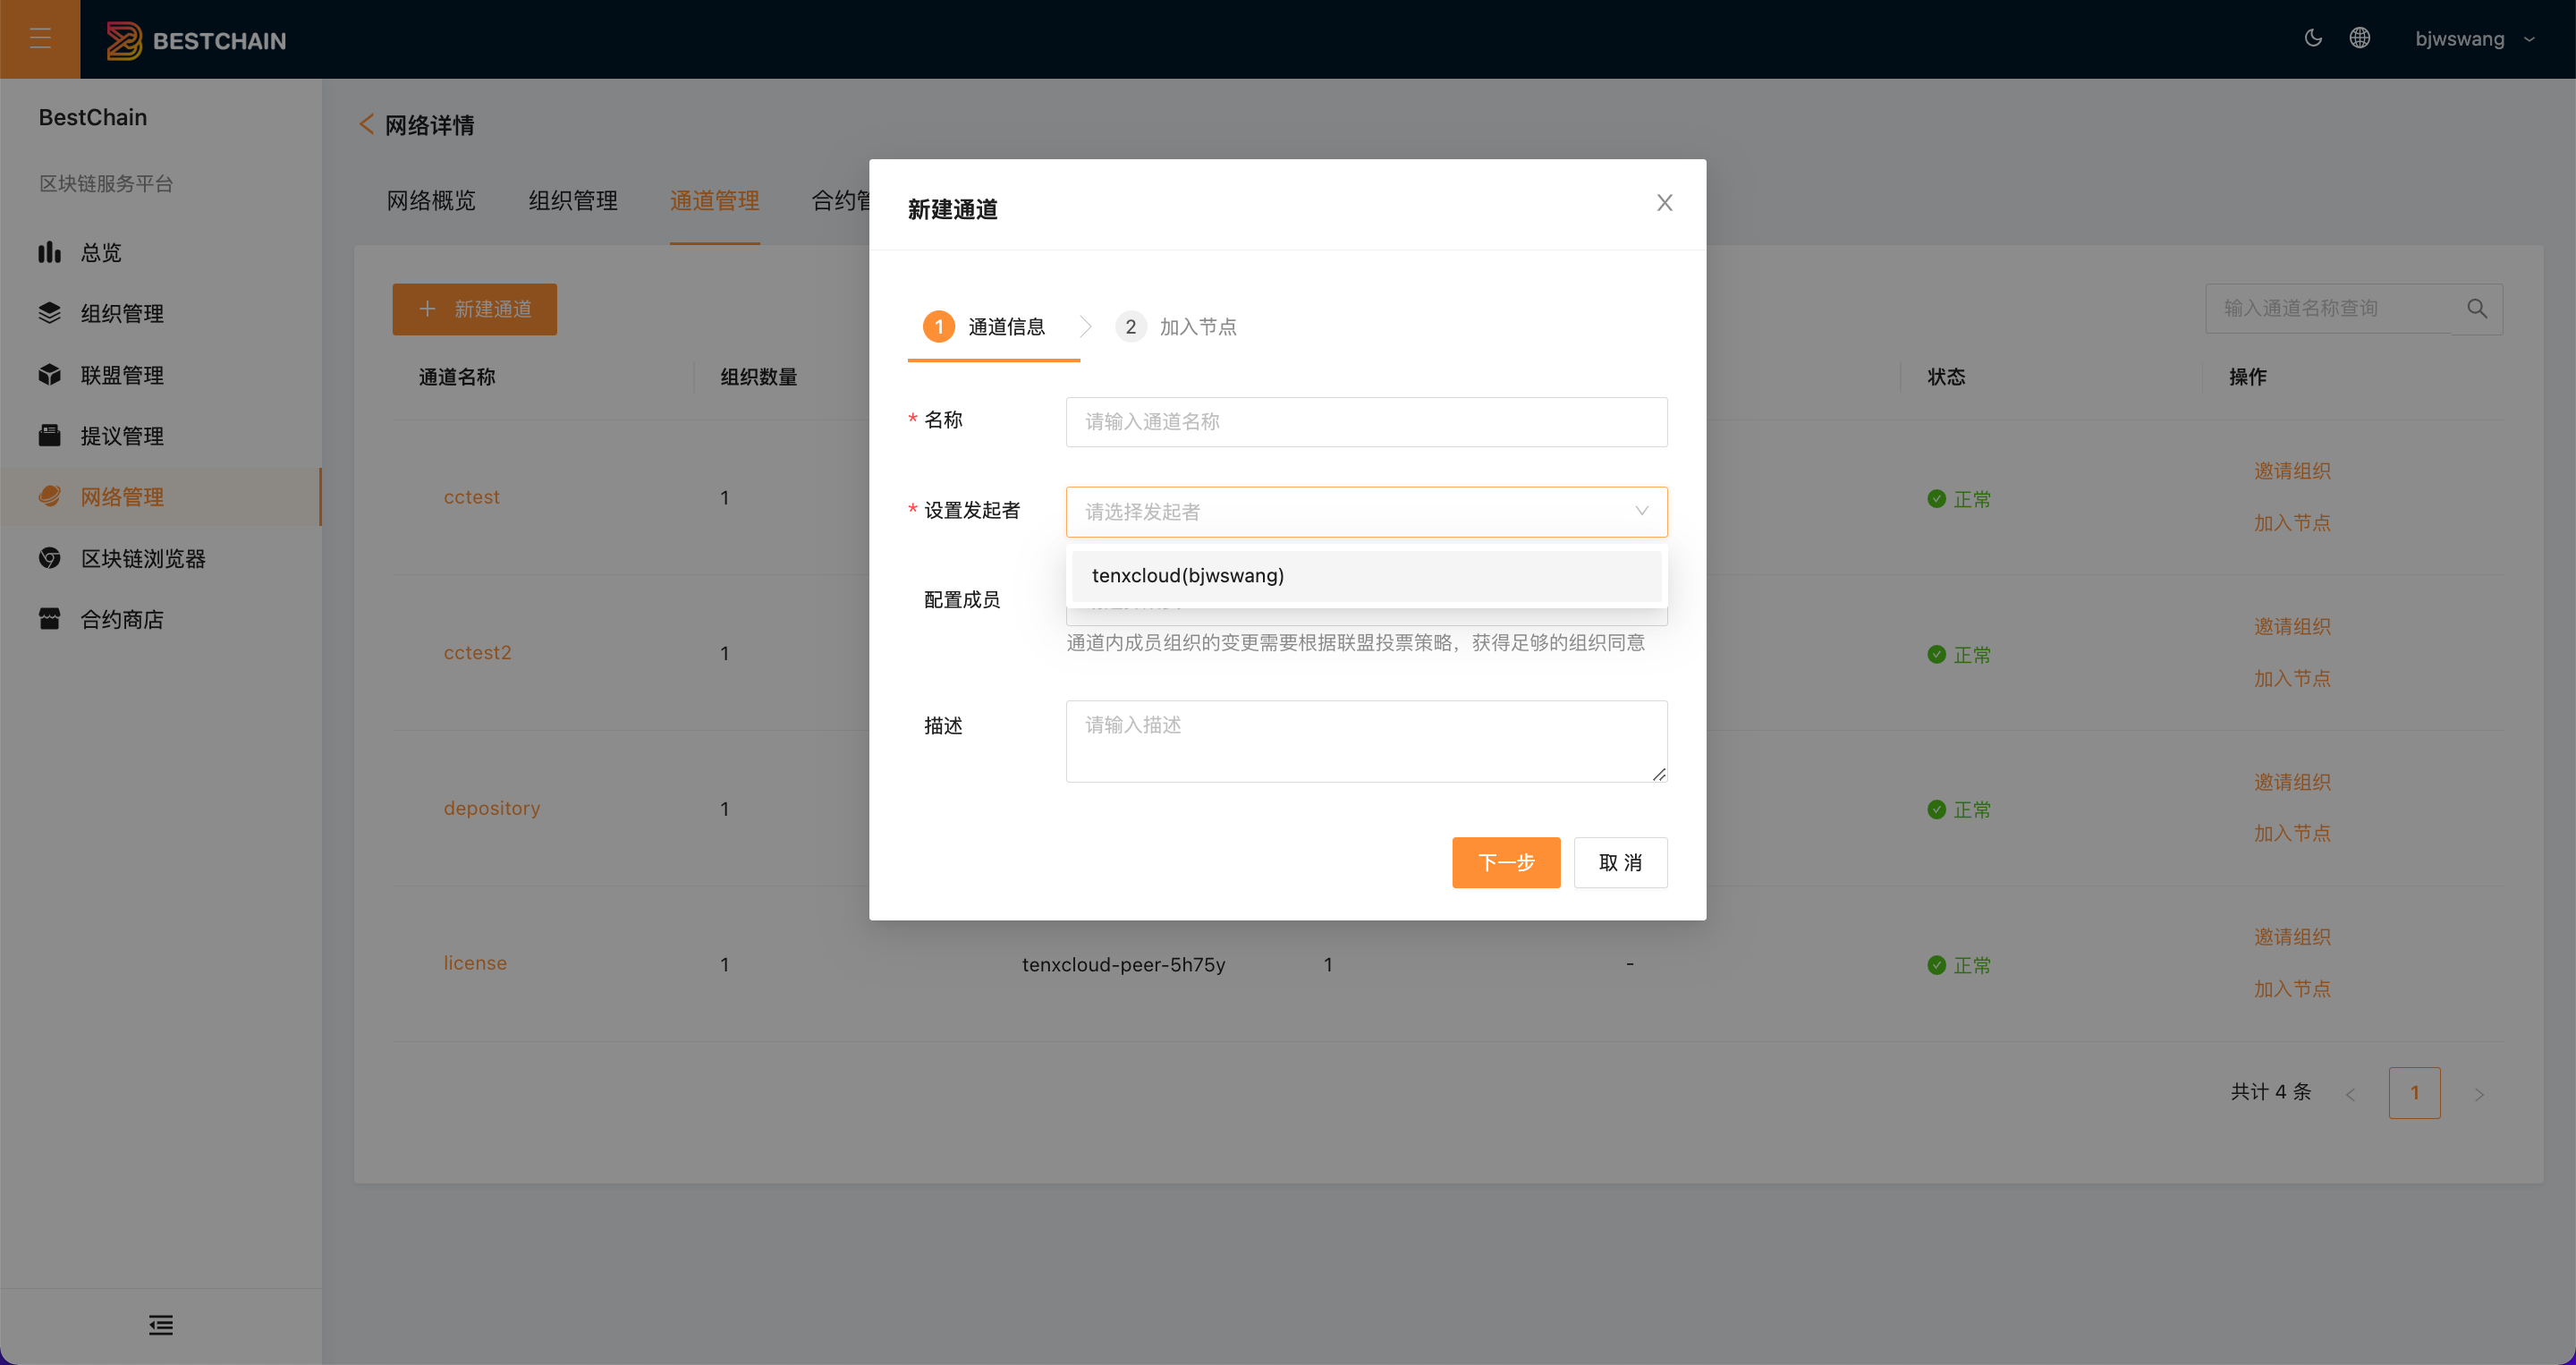 BESTCHAIN
bjwswang
BestChain
区块链服务平台
总览
组织管理
联盟管理
提议管理
网络管理
区块链浏览器
合约商店
网络详情
网络概览
组织管理
通道管理
新建通道
输入通道名称查询
通道名称
组织数量
状态
操作
cctest
1
正常
邀请组织
加入节点
cctest2
1
正常
邀请组织
加入节点
depository
1
正常
邀请组织
加入节点
license
1
tenxcloud-peer-5h75y
1
-
正常
邀请组织
加入节点
共计 4 条
1
新建通道
1 通道信息
2 加入节点
* 名称
请输入通道名称
* 设置发起者
请选择发起者
tenxcloud(bjwswang)
配置成员
通道内成员组织的变更需要根据联盟投票策略，获得足够的组织同意
描述
请输入描述
下一步
取 消